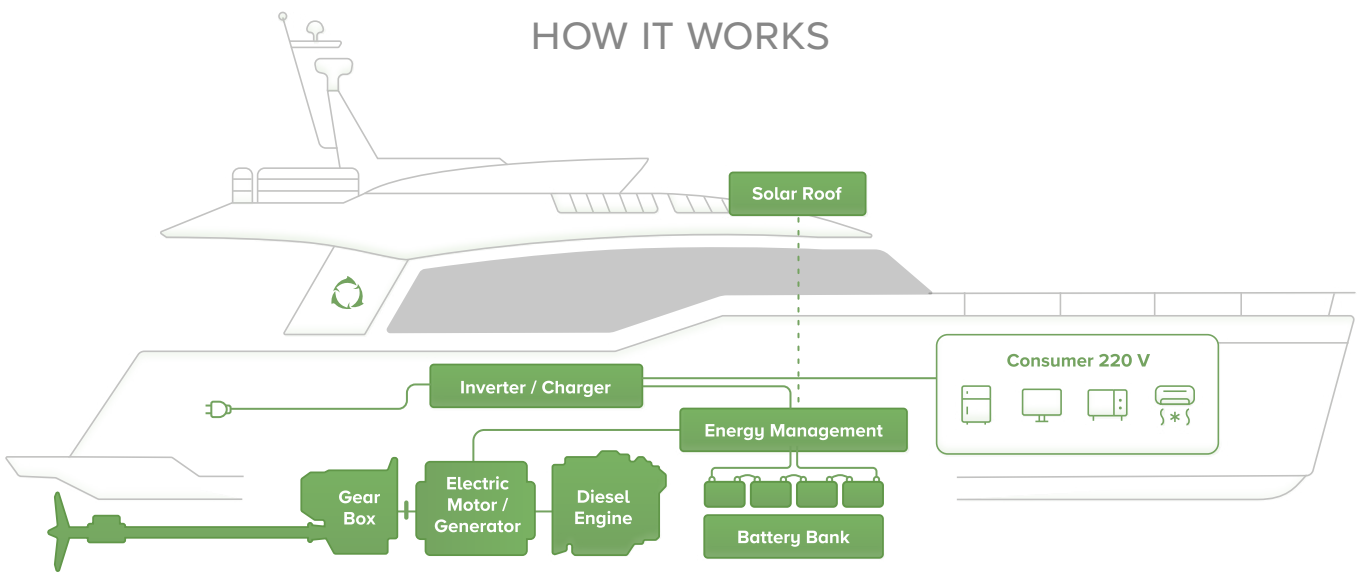 HOW IT WORKS
Solar Roof
Consumer 220 V
Inverter / Charger
Energy Management
Gear
Box
Electric
Motor /
Generator
Diesel
Engine
Battery Bank